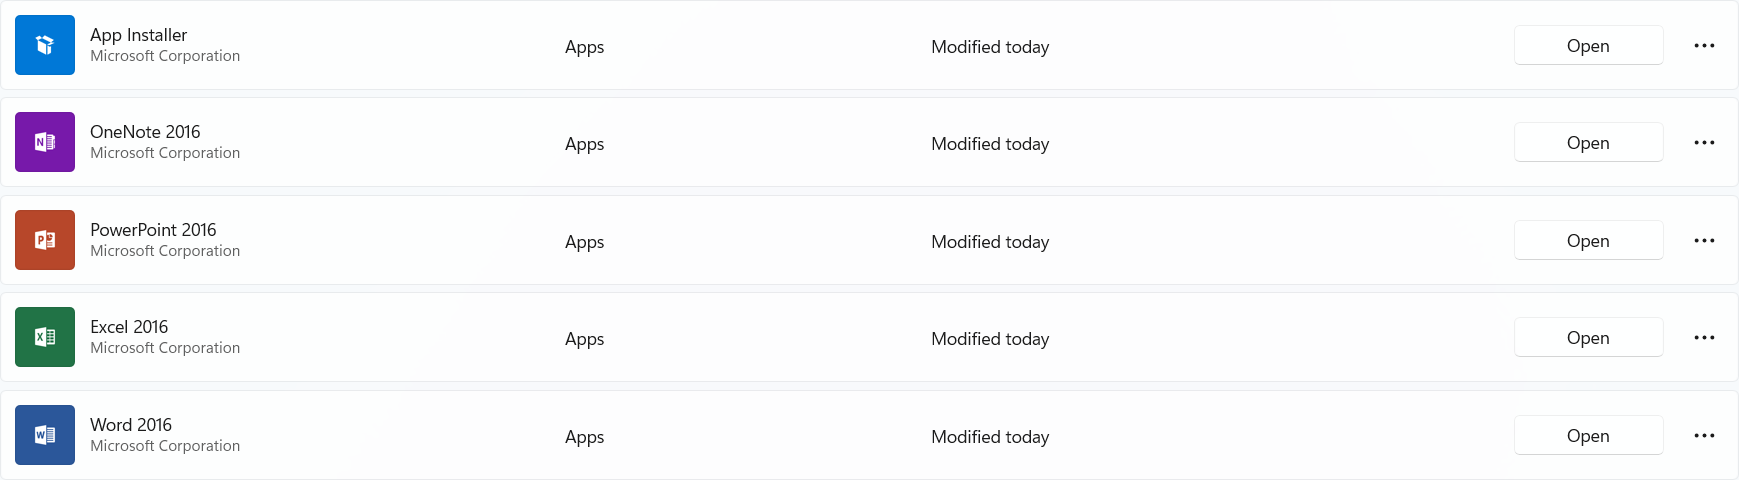 App Installer
Microsoft Corporation
Apps
Modified today
Open
OneNote 2016
Microsoft Corporation
Apps
Modified today
Open
PowerPoint 2016
Microsoft Corporation
Apps
Modified today
Open
Excel 2016
Microsoft Corporation
Apps
Modified today
Open
Word 2016
Microsoft Corporation
Apps
Modified today
Open